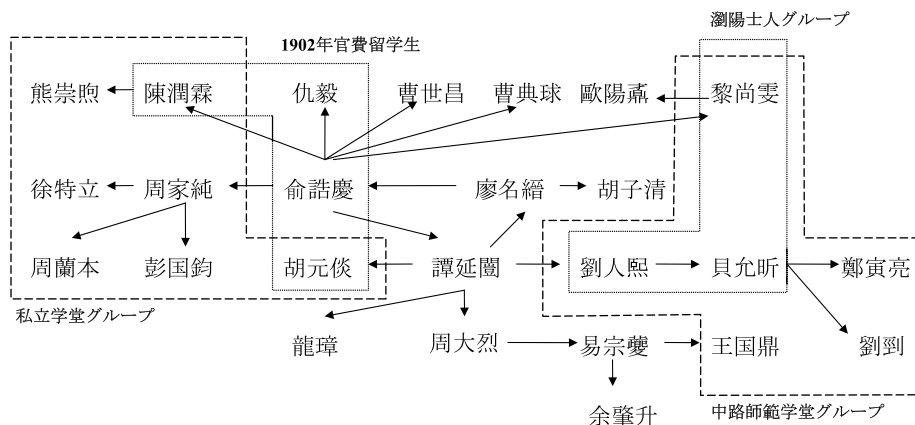 瀏陽士人グループ
1902年官費留学生
熊崇煦 陳潤霖 仇毅 曹世昌 曹典球 歐陽鼒 黎尚雯
徐特立 周家純 俞誥慶 廖名縉 胡子清
周蘭本 彭国鈞 胡元倓 譚延闓 劉人熙 貝允昕 鄭寅亮
私立学堂グループ
龍璋 周大烈 易宗夔 王国鼎 劉剄
余肇升 中路師範学堂グループ